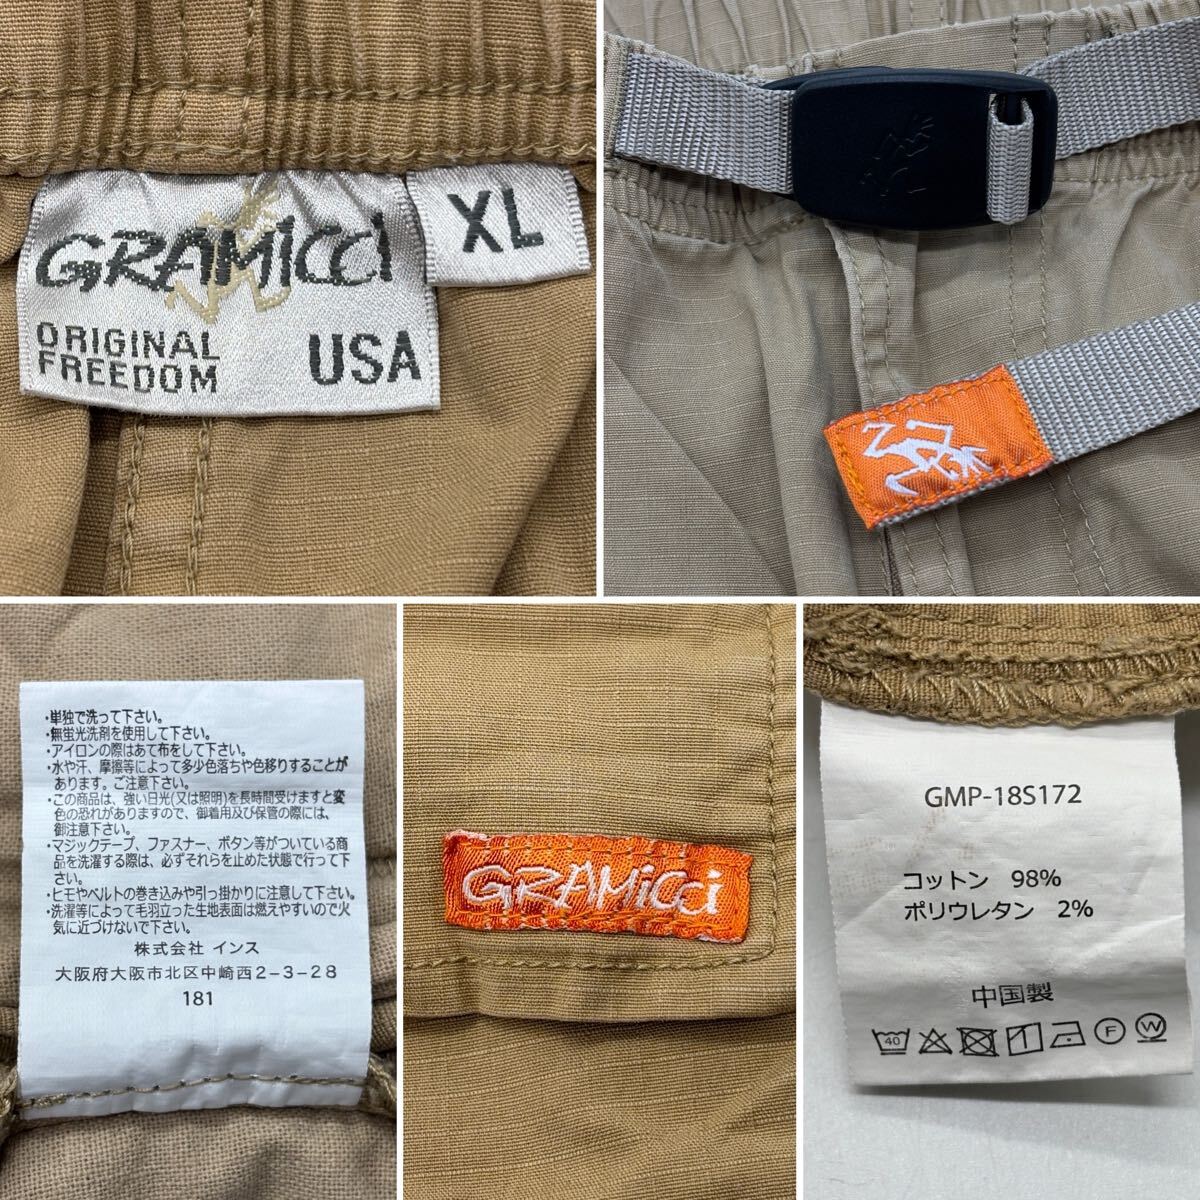 GRAMiCCi
XL
ORIGINAL
FREEDOM
USA
・単独で洗って下さい。
・無蛍光洗剤を使用して下さい。
・アイロンの際はあて布をして下さい。
・水や汗、摩擦等によって多少色落ちや色移りすることが
あります。ご注意下さい。
・この商品は、強い日光(又は照明)を長時間受けますと変
色の恐れがありますので、御着用及び保管の際には、
御注意下さい。
・マジックテープ、ファスナー、ボタン等がついている商
品を洗濯する際は、必ずそれらを止めた状態で行って下
さい。
・ヒモやベルトの巻き込みや引っ掛かりに注意して下さい。
・洗濯等によって毛羽立った生地表面は燃えやすいので火
気に近づけないで下さい。
株式会社 インス
大阪府大阪市北区中崎西2-3-28
181
GRAMiCCi
GMP-18S172
コットン 98%
ポリウレタン 2%
中国製
40 F W